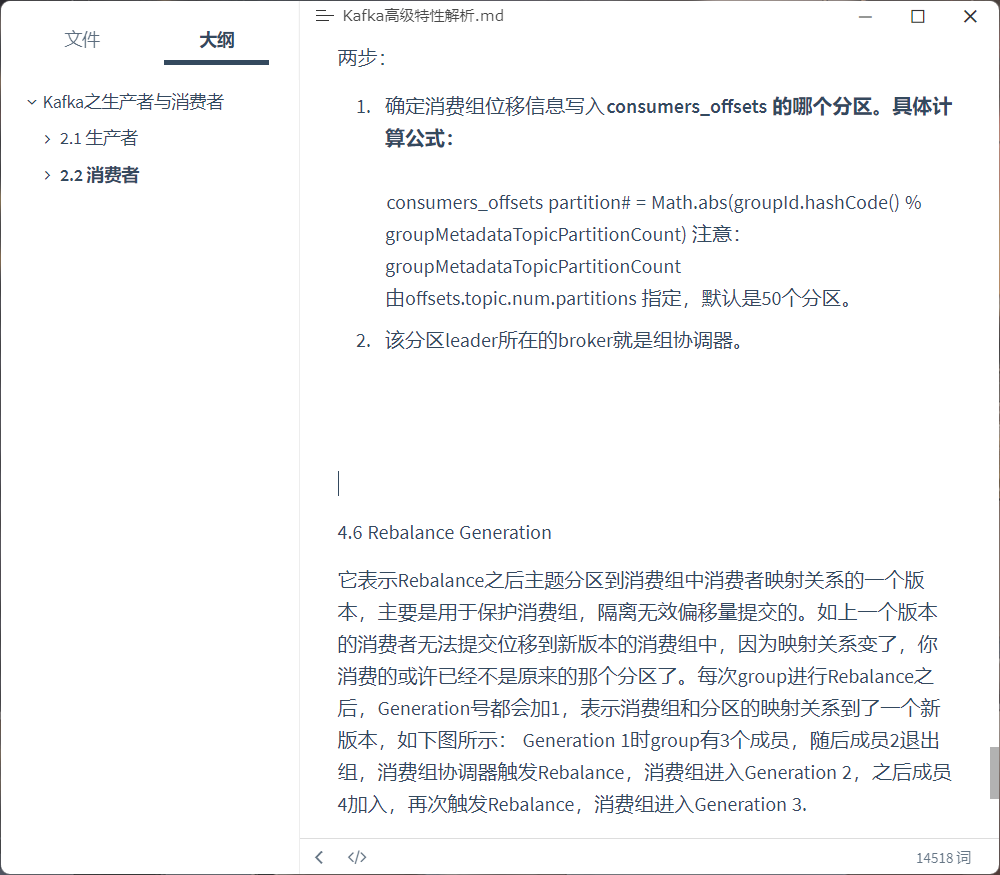 文件
大纲
Kafka之生产者与消费者
2.1 生产者
2.2 消费者
Kafka高级特性解析.md
两步：
1. 确定消费组位移信息写入consumers_offsets 的哪个分区。具体计
算公式：
consumers_offsets partition# = Math.abs(groupId.hashCode() %
groupMetadataTopicPartitionCount) 注意：
groupMetadataTopicPartitionCount
由offsets.topic.num.partitions 指定，默认是50个分区。
2. 该分区leader所在的broker就是组协调器。
4.6 Rebalance Generation
它表示Rebalance之后主题分区到消费组中消费者映射关系的一个版
本，主要是用于保护消费组，隔离无效偏移量提交的。如上一个版本
的消费者无法提交位移到新版本的消费组中，因为映射关系变了，你
消费的或许已经不是原来的那个分区了。每次group进行Rebalance之
后，Generation号都会加1，表示消费组和分区的映射关系到了一个新
版本，如下图所示： Generation 1时group有3个成员，随后成员2退出
组，消费组协调器触发Rebalance，消费组进入Generation 2，之后成员
4加入，再次触发Rebalance，消费组进入Generation 3.
14518 词